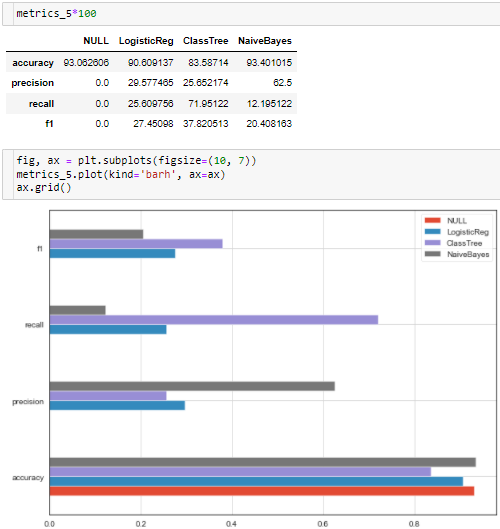 metrics_5*100
NULL LogisticReg ClassTree NaiveBayes
accuracy 93.062606 90.609137 83.58714 93.401015
precision 0.0 29.577465 25.652174 62.5
recall 0.0 25.609756 71.95122 12.195122
f1 0.0 27.45098 37.820513 20.408163
fig, ax = plt.subplots(figsize=(10, 7))
metrics_5.plot(kind='barh', ax=ax)
ax.grid()
NULL
LogisticReg
ClassTree
NaiveBayes
f1
recall
precision
accuracy
0.0 0.2 0.4 0.6 0.8